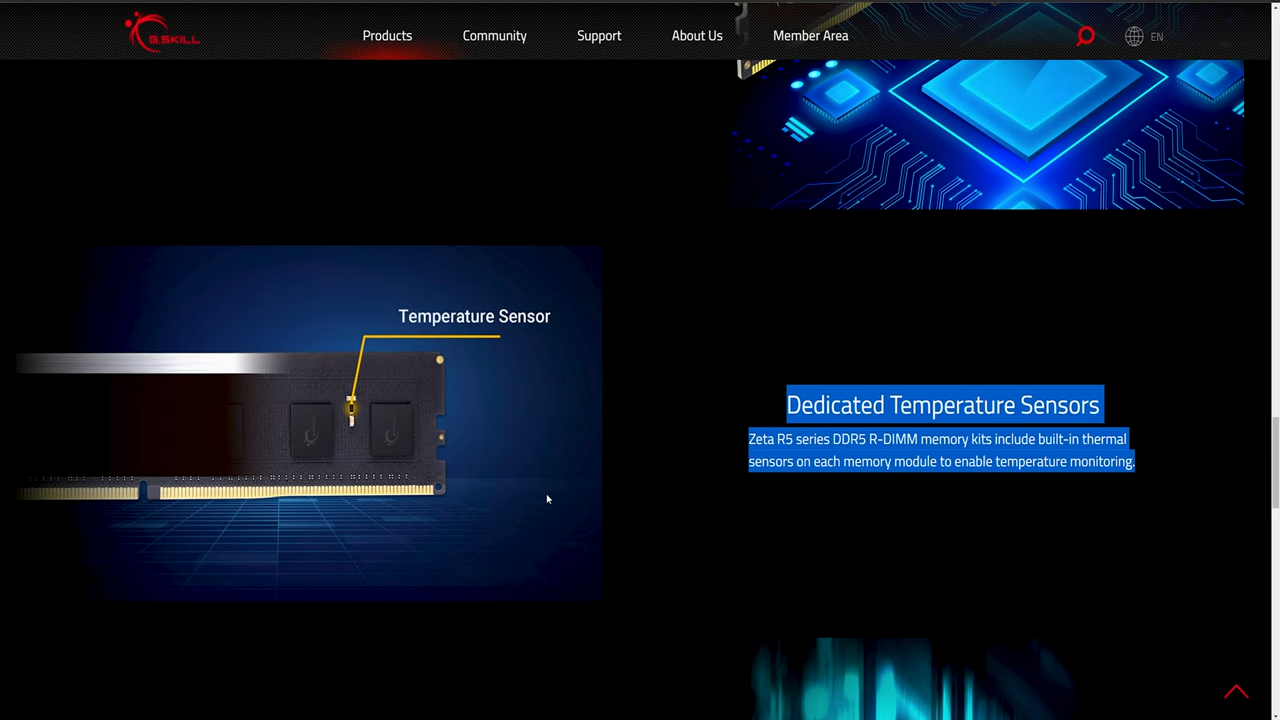 G.SKILL
Products
Community
Support
About Us
Member Area
EN
Temperature Sensor
Dedicated Temperature Sensors
Zeta R5 series DDR5 R-DIMM memory kits include built-in thermal
sensors on each memory module to enable temperature monitoring.